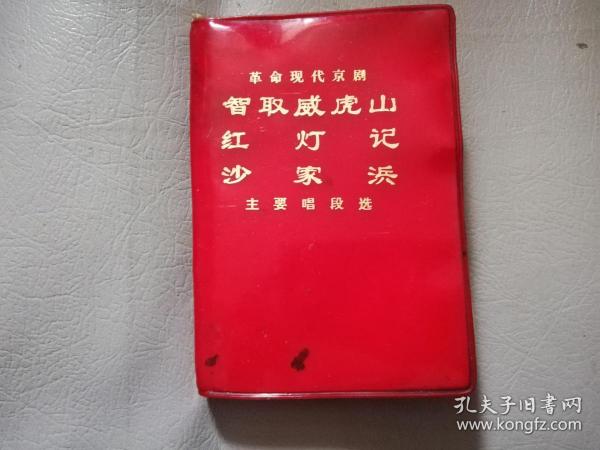 革命现代京剧
智取威虎山
红灯记
沙家浜
主要唱段选
孔夫子旧书网
www.kongfz.com